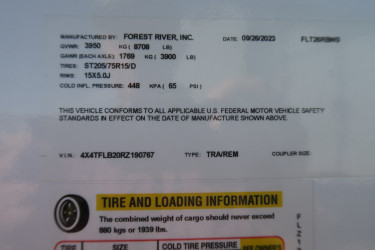 MANUFACTURED BY: FOREST RIVER, INC. DATE: 09/26/2023 FLT26RBWS
GVWR: 3950 KG ( 8708 LB)
GAWR (EACH AXLE): 1769 KG ( 3900 LB)
TIRES: ST205/75R15/D
RIMS: 15X5.0J
COLD INFL. PRESSURE: 448 KPA ( 65 PSI )
THIS VEHICLE CONFORMS TO ALL APPLICABLE U.S. FEDERAL MOTOR VEHICLE SAFETY
STANDARDS IN EFFECT ON THE DATE OF MANUFACTURE SHOWN ABOVE.
V.I.N.: 4X4TFLB20RZ190767 TYPE: TRA/REM COUPLER SIZE:
TIRE AND LOADING INFORMATION
The combined weight of cargo should never exceed
880 kgs or 1939 lbs.
TIRE SIZE COLD TIRE PRESSURE SEE OWNER'S
FLZ1